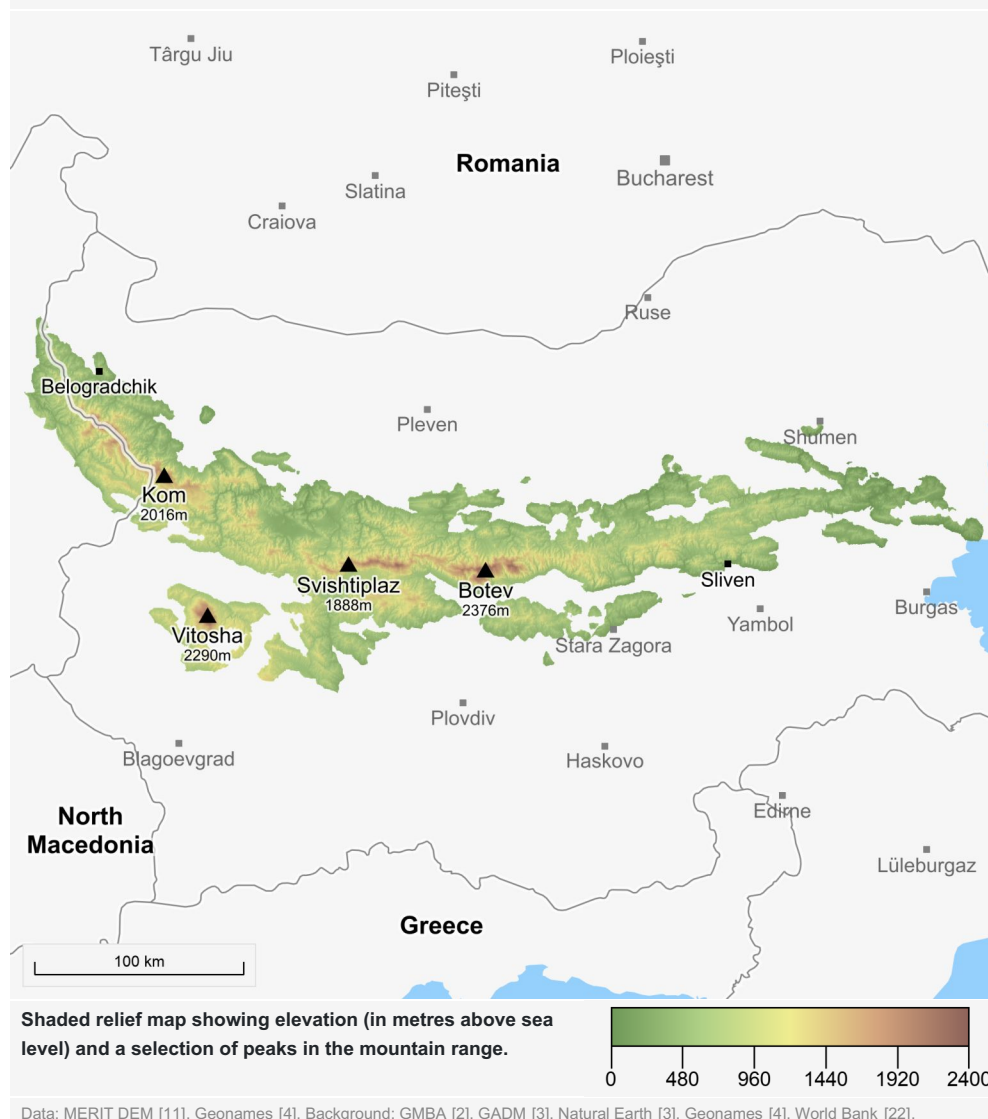 Târgu Jiu
Ploieşti
Piteşti
Romania
Bucharest
Slatina
Craiova
Ruse
Belogradchik
Pleven
Shumen
Kom
2016m
Svishtiplaz
1888m
Botev
2376m
Sliven
Burgas
Vitosha
2290m
Stara Zagora
Yambol
Plovdiv
Blagoevgrad
Haskovo
North
Macedonia
Edirne
Lüleburgaz
Greece
100 km
Shaded relief map showing elevation (in metres above sea
level) and a selection of peaks in the mountain range.
0 480 960 1440 1920 2400
Data: MERIT DEM [11], Geonames [4]. Background: GMBA [2], GADM [3], Natural Earth [3], Geonames [4], World Bank [22].